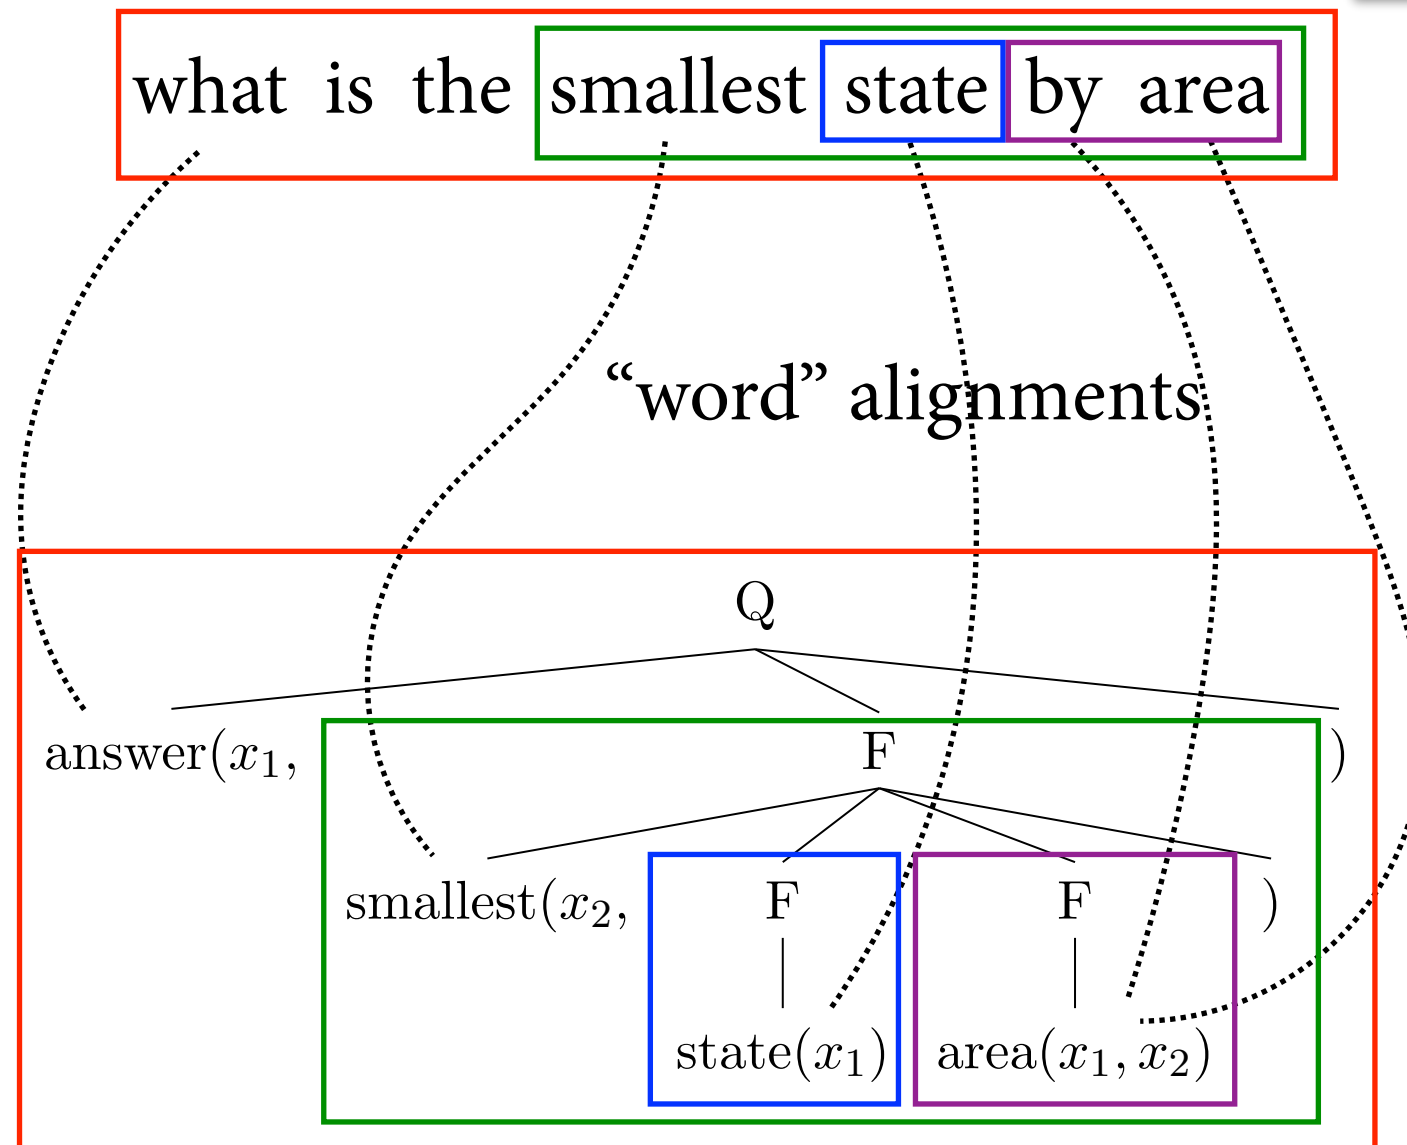 what is the smallest state by area
“word” alignments
Q
answer(x₁, F )
smallest(x₂, F F )
state(x₁) area(x₁, x₂)